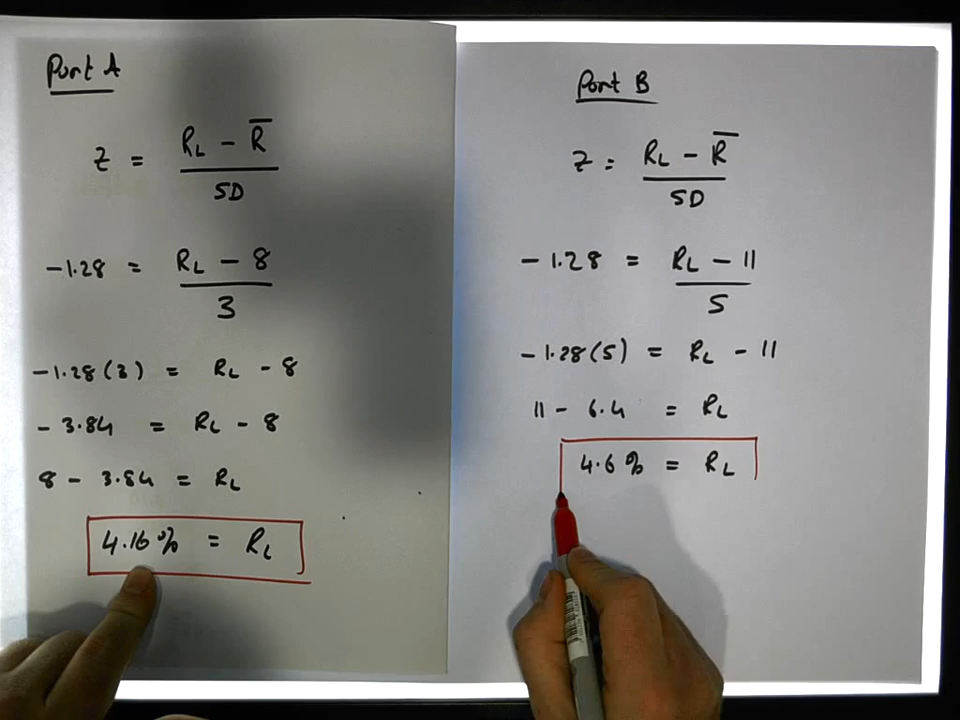 Port A
Z = (R_L - R̅) / SD
-1.28 = (R_L - 8) / 3
-1.28(3) = R_L - 8
-3.84 = R_L - 8
8 - 3.84 = R_L
4.16% = R_L
Port B
Z = (R_L - R̅) / SD
-1.28 = (R_L - 11) / 5
-1.28(5) = R_L - 11
11 - 6.4 = R_L
4.6% = R_L